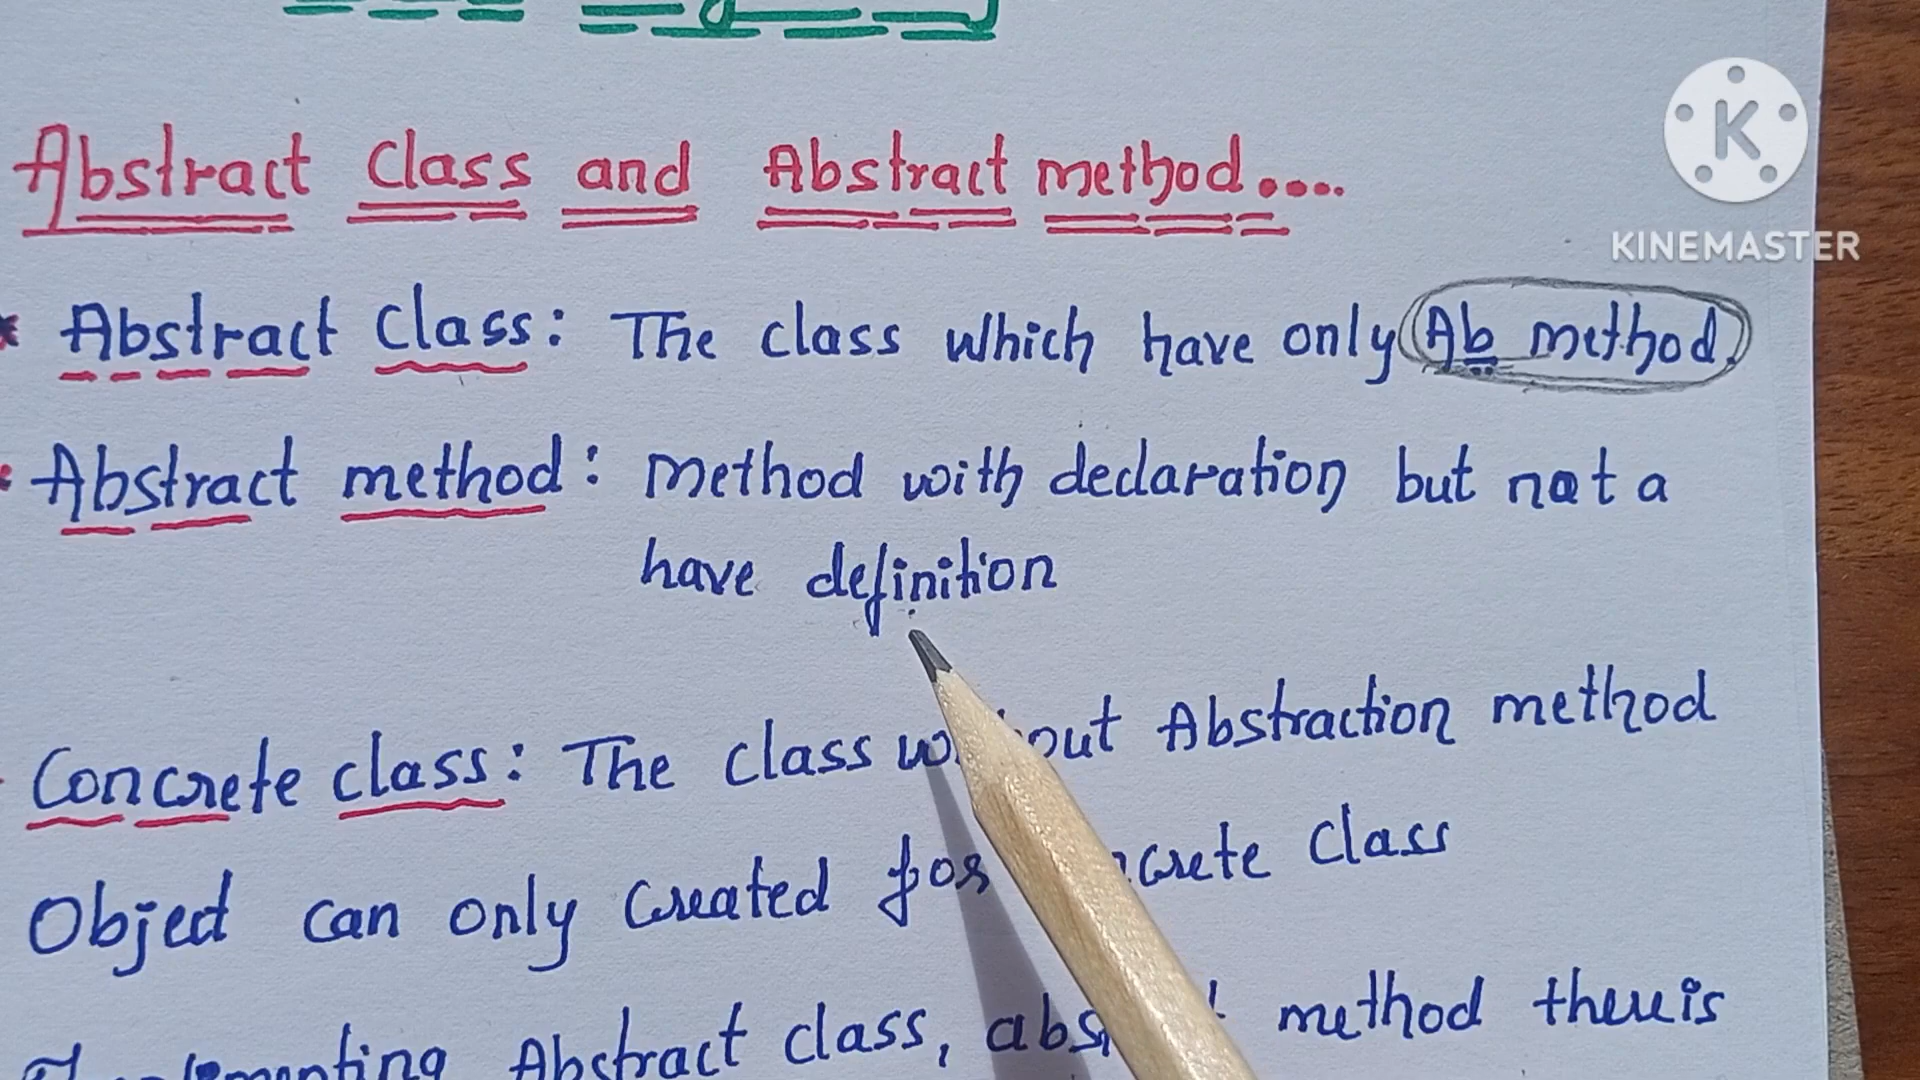 Abstract Class and Abstract method....
K
KINEMASTER
Abstract Class: The class which have only Ab method.
Abstract method: Method with declaration but not a
have definition
Concrete class: The class without Abstraction method
Object can only created for class
Abstract class, method there is